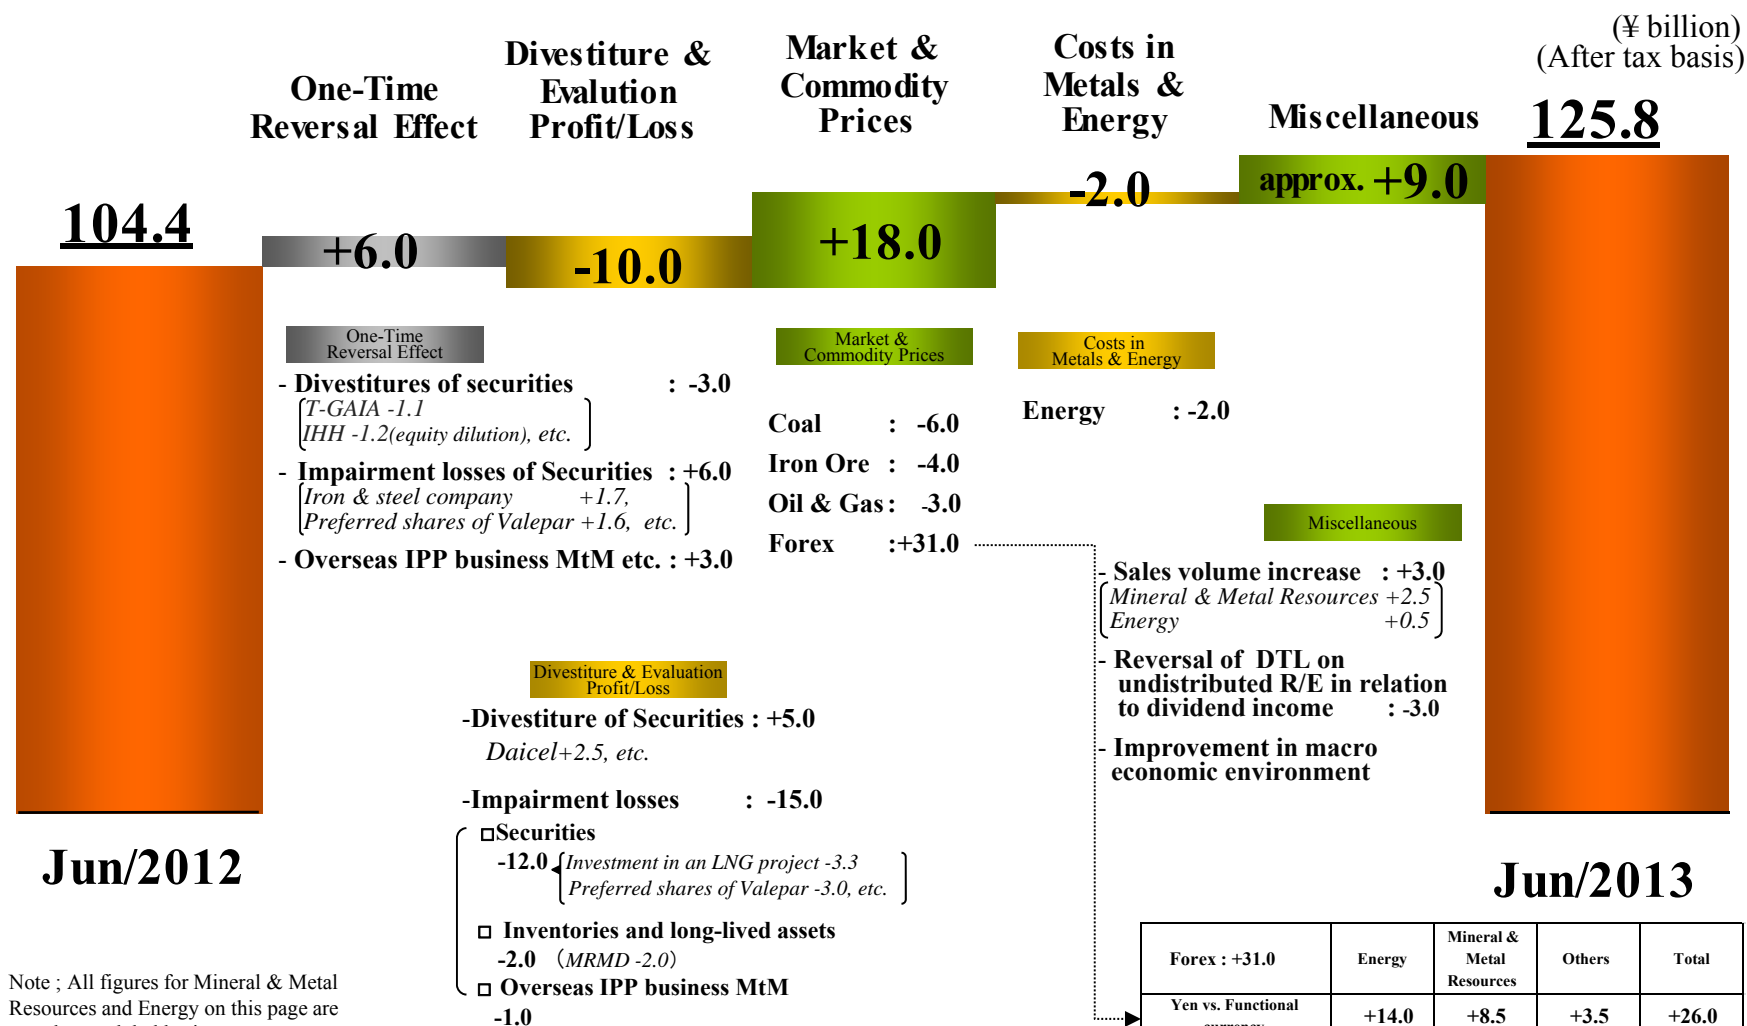 (¥ billion)
(After tax basis)
One-Time
Reversal Effect
Divestiture &
Evalution
Profit/Loss
Market &
Commodity
Prices
Costs in
Metals &
Energy
Miscellaneous
125.8
104.4
+6.0
-10.0
+18.0
-2.0
approx. +9.0
One-Time
Reversal Effect
- Divestitures of securities : -3.0
T-GAIA -1.1
IHH -1.2(equity dilution), etc.
- Impairment losses of Securities : +6.0
Iron & steel company +1.7,
Preferred shares of Valepar +1.6, etc.
- Overseas IPP business MtM etc. : +3.0
Market &
Commodity Prices
Coal : -6.0
Iron Ore : -4.0
Oil & Gas : -3.0
Forex :+31.0
Costs in
Metals & Energy
Energy : -2.0
Miscellaneous
- Sales volume increase : +3.0
Mineral & Metal Resources +2.5
Energy +0.5
- Reversal of DTL on
undistributed R/E in relation
to dividend income : -3.0
- Improvement in macro
economic environment
Divestiture & Evaluation
Profit/Loss
-Divestiture of Securities : +5.0
Daicel+2.5, etc.
-Impairment losses : -15.0
□Securities
-12.0 Investment in an LNG project -3.3
Preferred shares of Valepar -3.0, etc.
□ Inventories and long-lived assets
-2.0 (MRMD -2.0)
□ Overseas IPP business MtM
-1.0
Jun/2012
Jun/2013
Note ; All figures for Mineral & Metal
Resources and Energy on this page are
Forex : +31.0 Energy Mineral & Metal Resources Others Total
Yen vs. Functional +14.0 +8.5 +3.5 +26.0